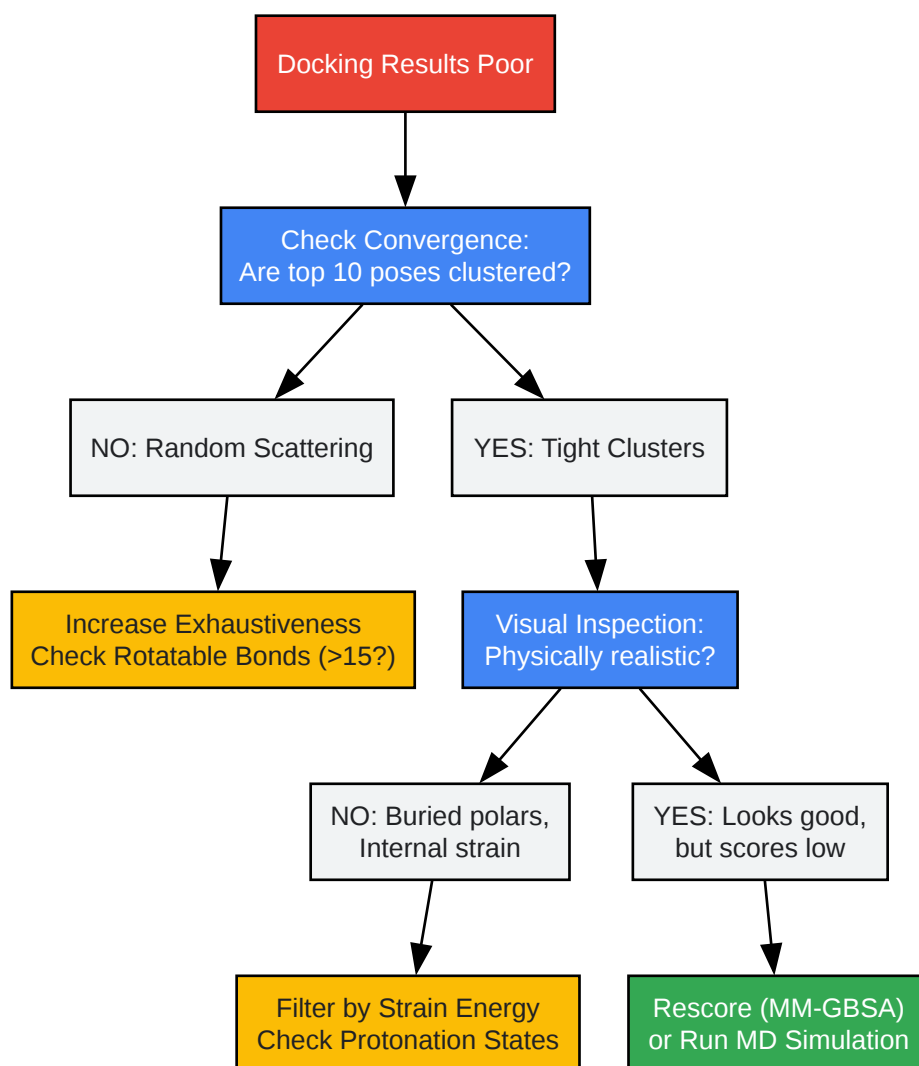 Docking Results Poor
Check Convergence:
Are top 10 poses clustered?
NO: Random Scattering
YES: Tight Clusters
Increase Exhaustiveness
Check Rotatable Bonds (>15?)
Visual Inspection:
Physically realistic?
NO: Buried polars,
Internal strain
YES: Looks good,
but scores low
Filter by Strain Energy
Check Protonation States
Rescore (MM-GBSA)
or Run MD Simulation